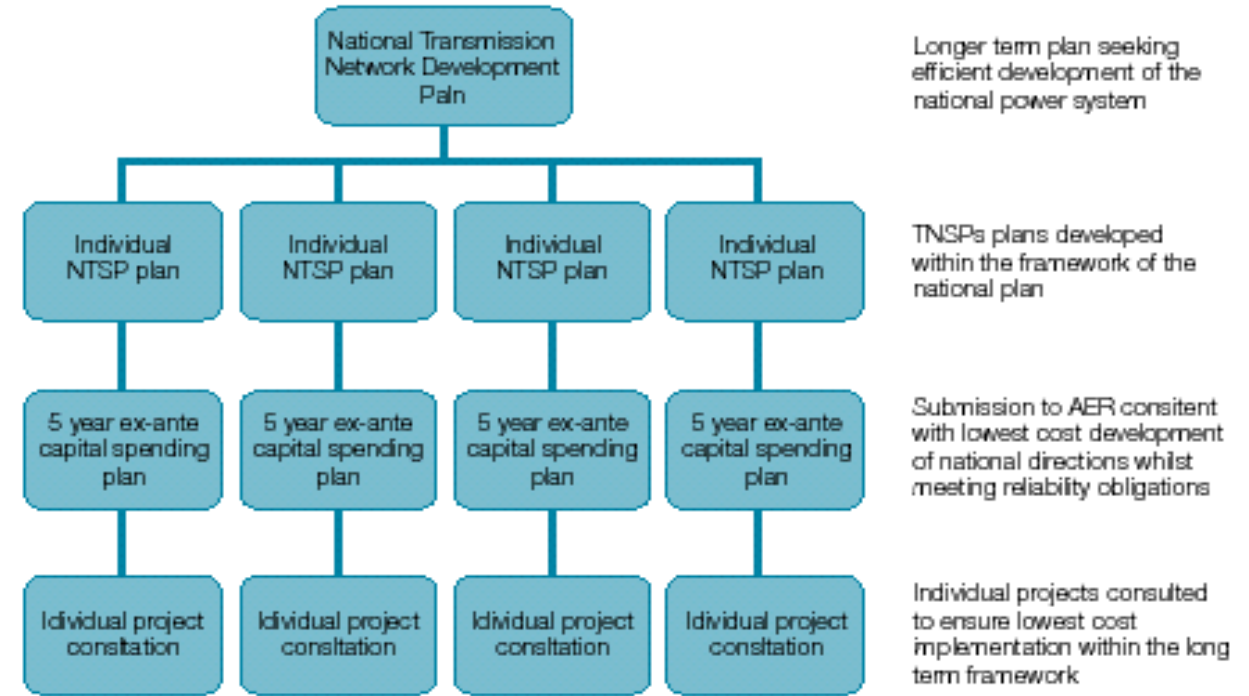 National Transmission
Network Development
Paln
Longer term plan seeking
efficient development of the
national power system
Individual
NTSP plan
Individual
NTSP plan
Individual
NTSP plan
Individual
NTSP plan
TNSPs plans developed
within the framework of the
national plan
5 year ex-ante
capital spending
plan
5 year ex-ante
capital spending
plan
5 year ex-ante
capital spending
plan
5 year ex-ante
capital spending
plan
Submission to AER consitent
with lowest cost development
of national directions whilst
meeting reliability obligations
Idividual project
consltation
Idividual project
consltation
Idividual project
consltation
Idividual project
consltation
Individual projects consulted
to ensure lowest cost
implementation within the long
term framework